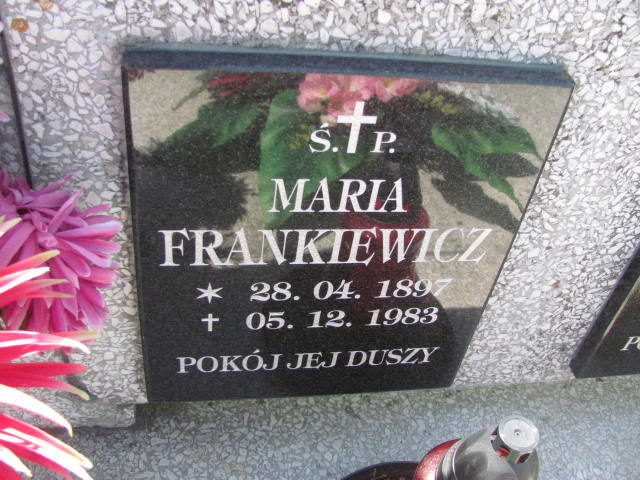 Ś.✝P.
MARIA
FRANKIEWICZ
✶ 28. 04. 1897
✝ 05. 12. 1983
POKÓJ JEJ DUSZY